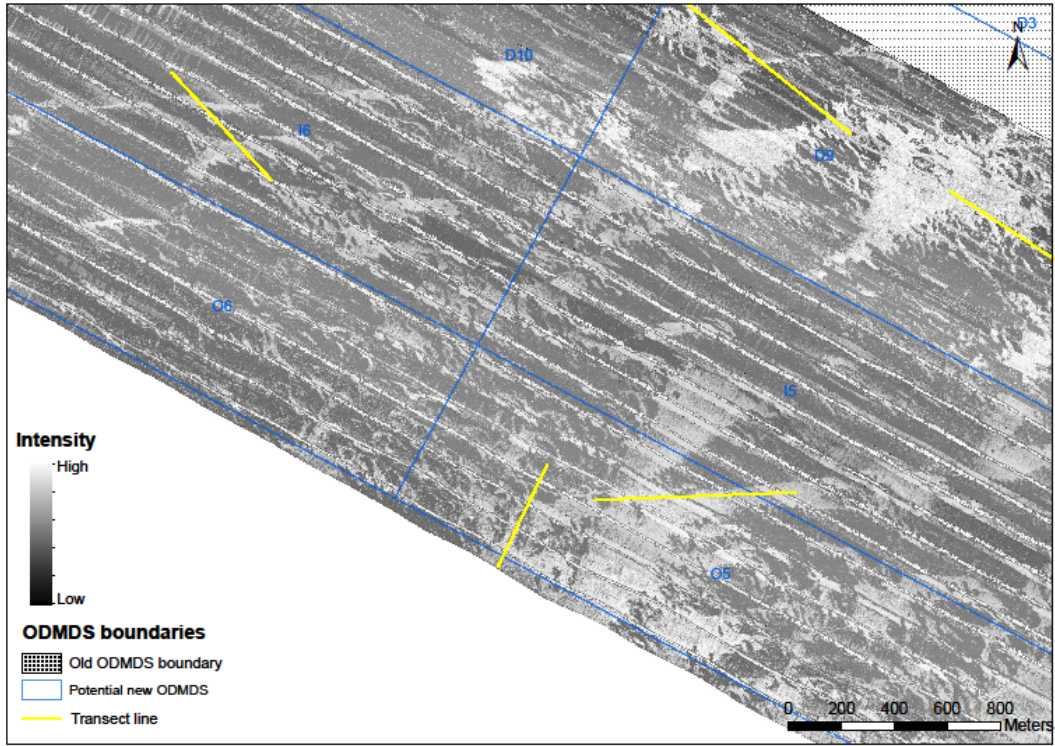 D3
N
D10
I6
D9
O6
I5
O5
Intensity
High
Low
ODMDS boundaries
Old ODMDS boundary
Potential new ODMDS
Transect line
0 200 400 600 800
Meters